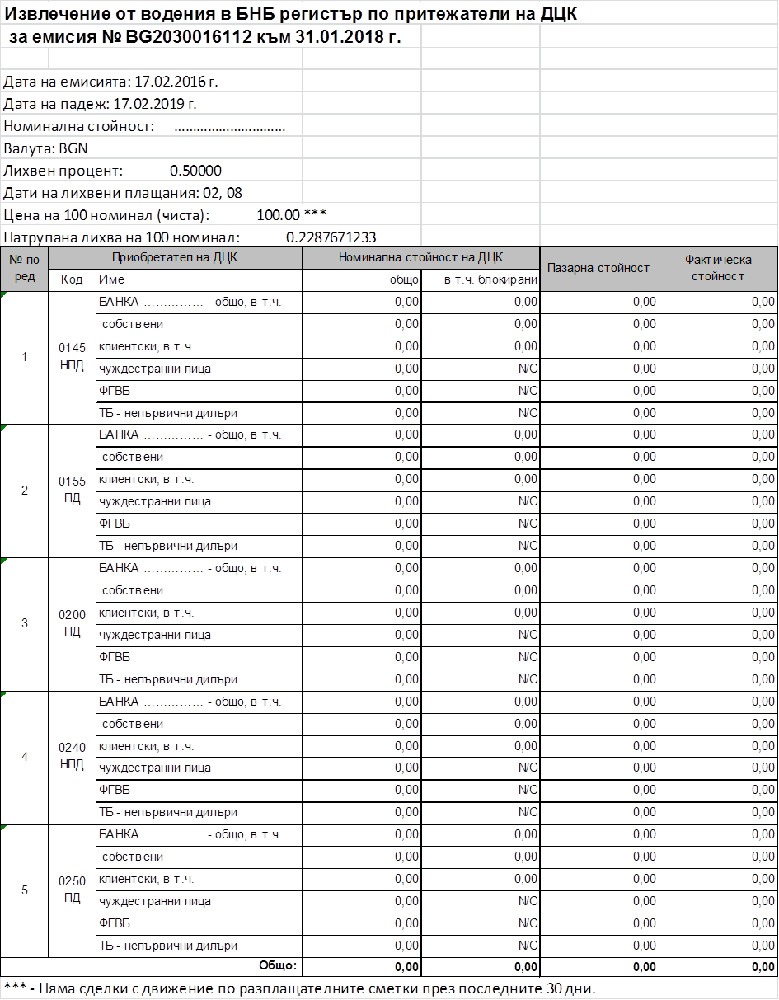 Извлечение от водения в БНБ регистър по притежатели на ДЦК
за емисия № BG2030016112 към 31.01.2018 г.
Дата на емисията: 17.02.2016 г.
Дата на падеж: 17.02.2019 г.
Номинална стойност: ..............................
Валута: BGN
Лихвен процент: 0.50000
Дати на лихвени плащания: 02, 08
Цена на 100 номинал (чиста): 100.00 ***
Натрупана лихва на 100 номинал: 0.2287671233
№ по ред Приобретател на ДЦК Номинална стойност на ДЦК Пазарна стойност Фактическа стойност
Код Име общо в т.ч. блокирани
1 0145 НПД БАНКА …………… - общо, в т.ч. 0,00 0,00 0,00 0,00
собствени 0,00 0,00 0,00 0,00
клиентски, в т.ч. 0,00 0,00 0,00 0,00
чуждестранни лица 0,00 N/C 0,00 0,00
ФГВБ 0,00 N/C 0,00 0,00
ТБ - непървични дилъри 0,00 N/C 0,00 0,00
2 0155 ПД БАНКА …………… - общо, в т.ч. 0,00 0,00 0,00 0,00
собствени 0,00 0,00 0,00 0,00
клиентски, в т.ч. 0,00 0,00 0,00 0,00
чуждестранни лица 0,00 N/C 0,00 0,00
ФГВБ 0,00 N/C 0,00 0,00
ТБ - непървични дилъри 0,00 N/C 0,00 0,00
3 0200 ПД БАНКА …………… - общо, в т.ч. 0,00 0,00 0,00 0,00
собствени 0,00 0,00 0,00 0,00
клиентски, в т.ч. 0,00 0,00 0,00 0,00
чуждестранни лица 0,00 N/C 0,00 0,00
ФГВБ 0,00 N/C 0,00 0,00
ТБ - непървични дилъри 0,00 N/C 0,00 0,00
4 0240 НПД БАНКА …………… - общо, в т.ч. 0,00 0,00 0,00 0,00
собствени 0,00 0,00 0,00 0,00
клиентски, в т.ч. 0,00 0,00 0,00 0,00
чуждестранни лица 0,00 N/C 0,00 0,00
ФГВБ 0,00 N/C 0,00 0,00
ТБ - непървични дилъри 0,00 N/C 0,00 0,00
5 0250 ПД БАНКА …………… - общо, в т.ч. 0,00 0,00 0,00 0,00
собствени 0,00 0,00 0,00 0,00
клиентски, в т.ч. 0,00 0,00 0,00 0,00
чуждестранни лица 0,00 N/C 0,00 0,00
ФГВБ 0,00 N/C 0,00 0,00
ТБ - непървични дилъри 0,00 N/C 0,00 0,00
Общо: 0,00 0,00 0,00 0,00
*** - Няма сделки с движение по разплащателните сметки през последните 30 дни.